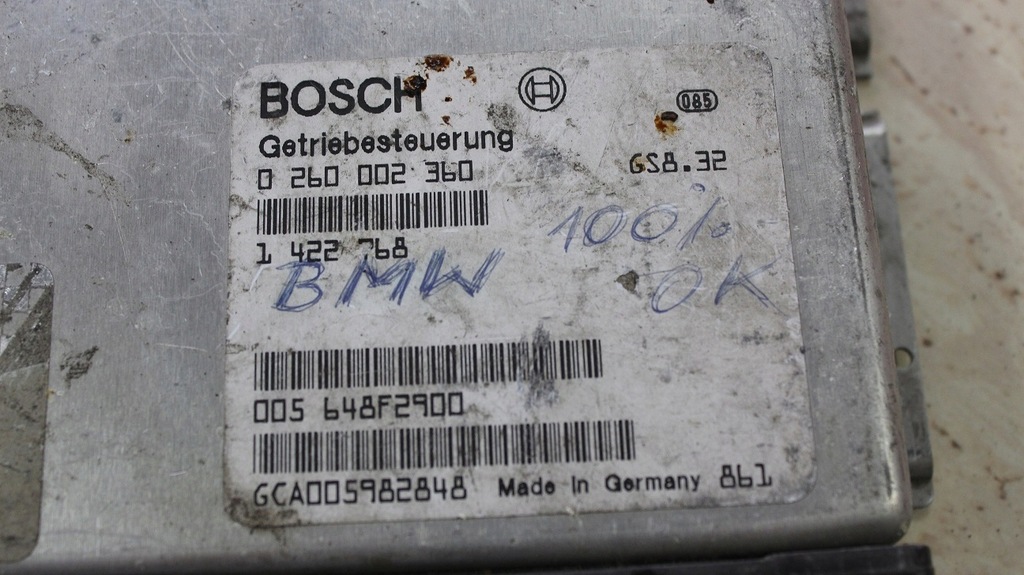 BOSCH
085
Getriebesteuerung
0 260 002 360
GS8.32
1 422 768
BMW
100%
OK
005 648F2900
GCA005982848 Made in Germany 861